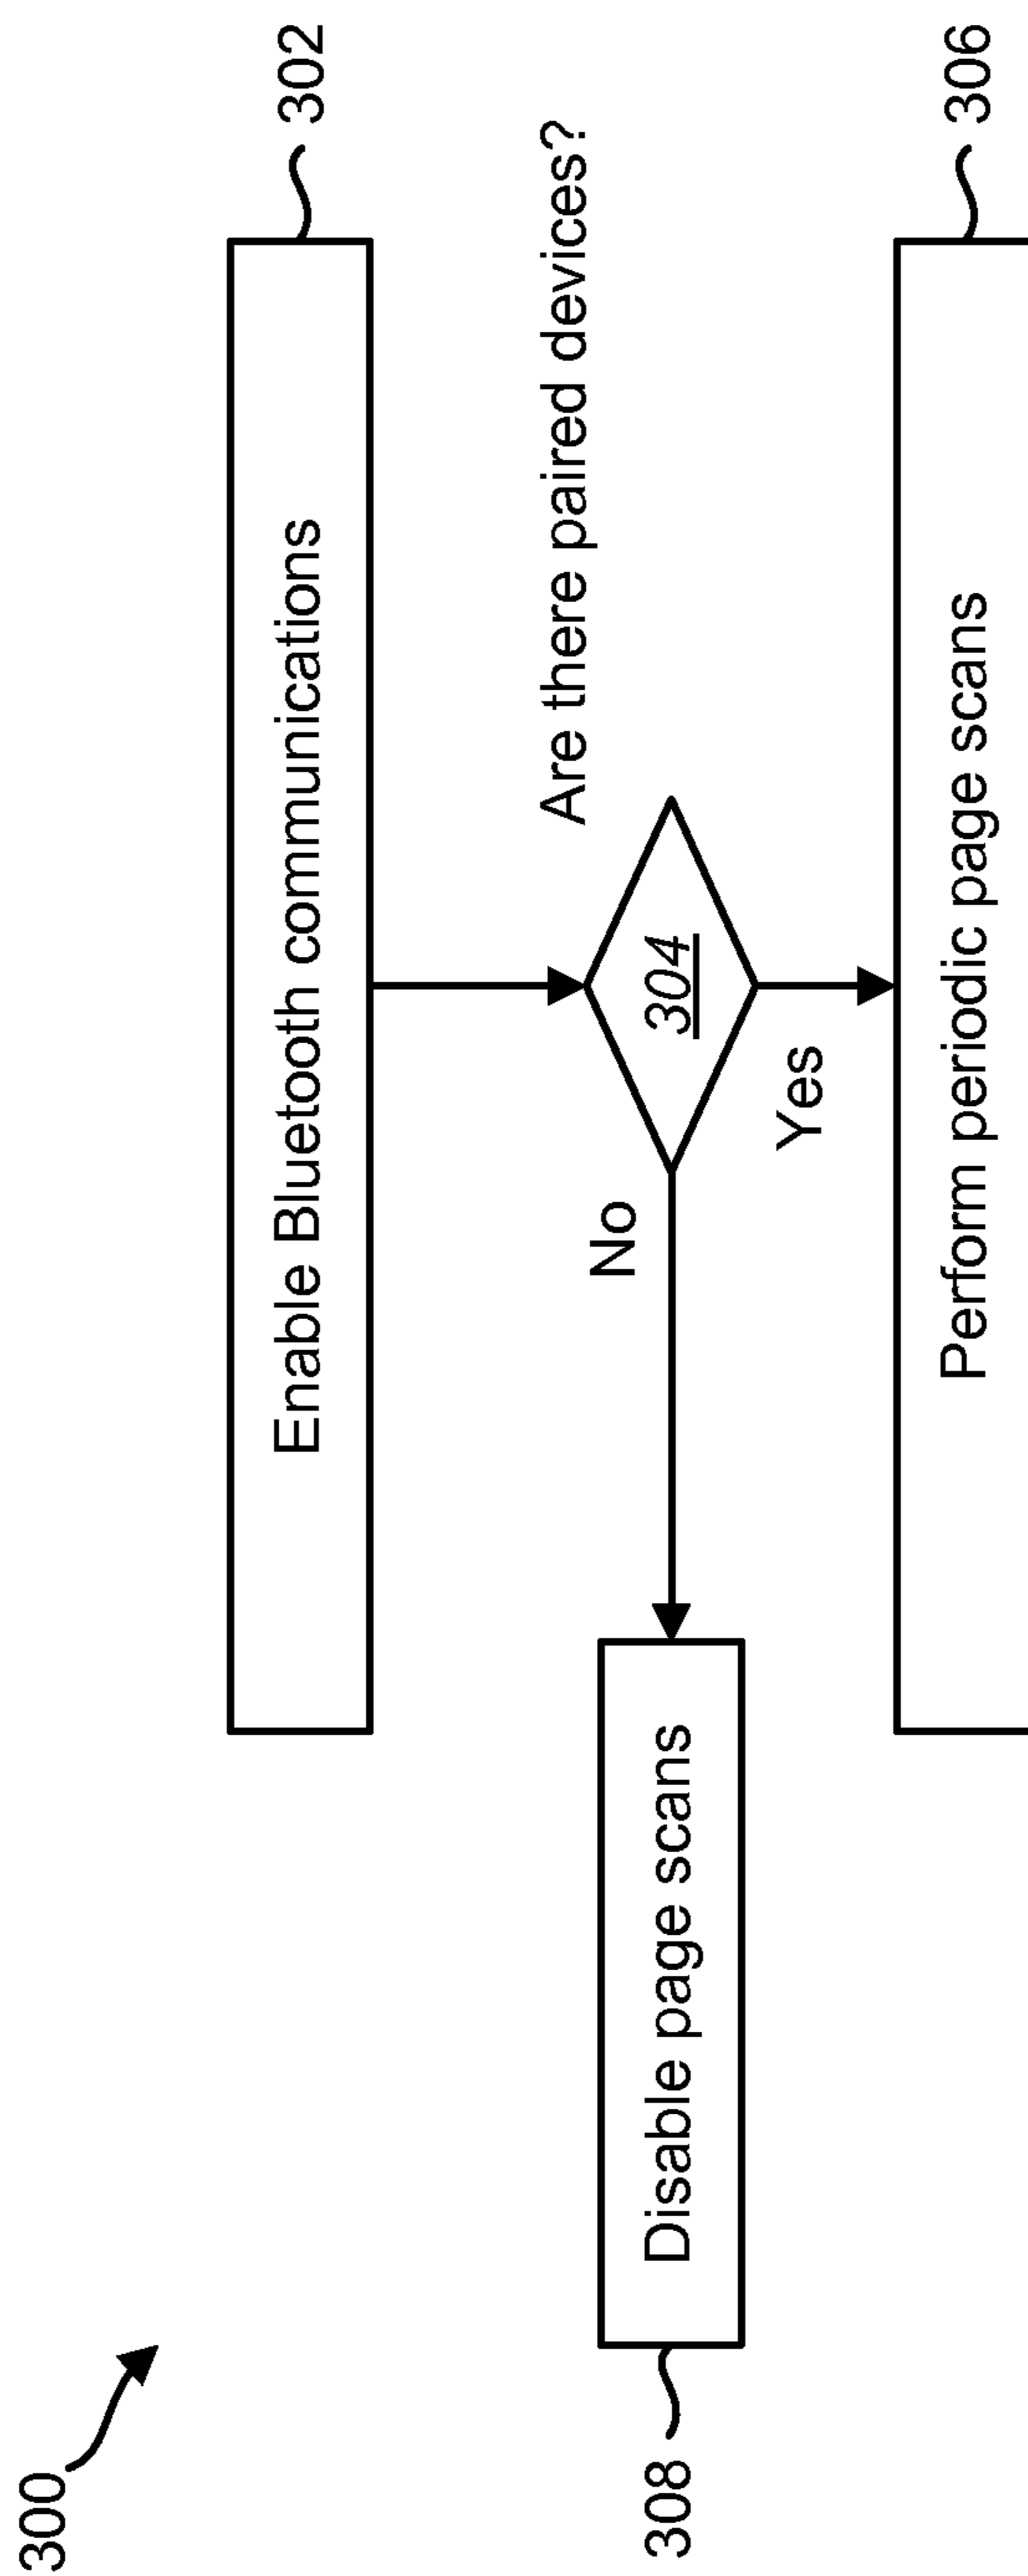 300
302
Enable Bluetooth communications
Are there paired devices?
304
No
Yes
308
Disable page scans
306
Perform periodic page scans